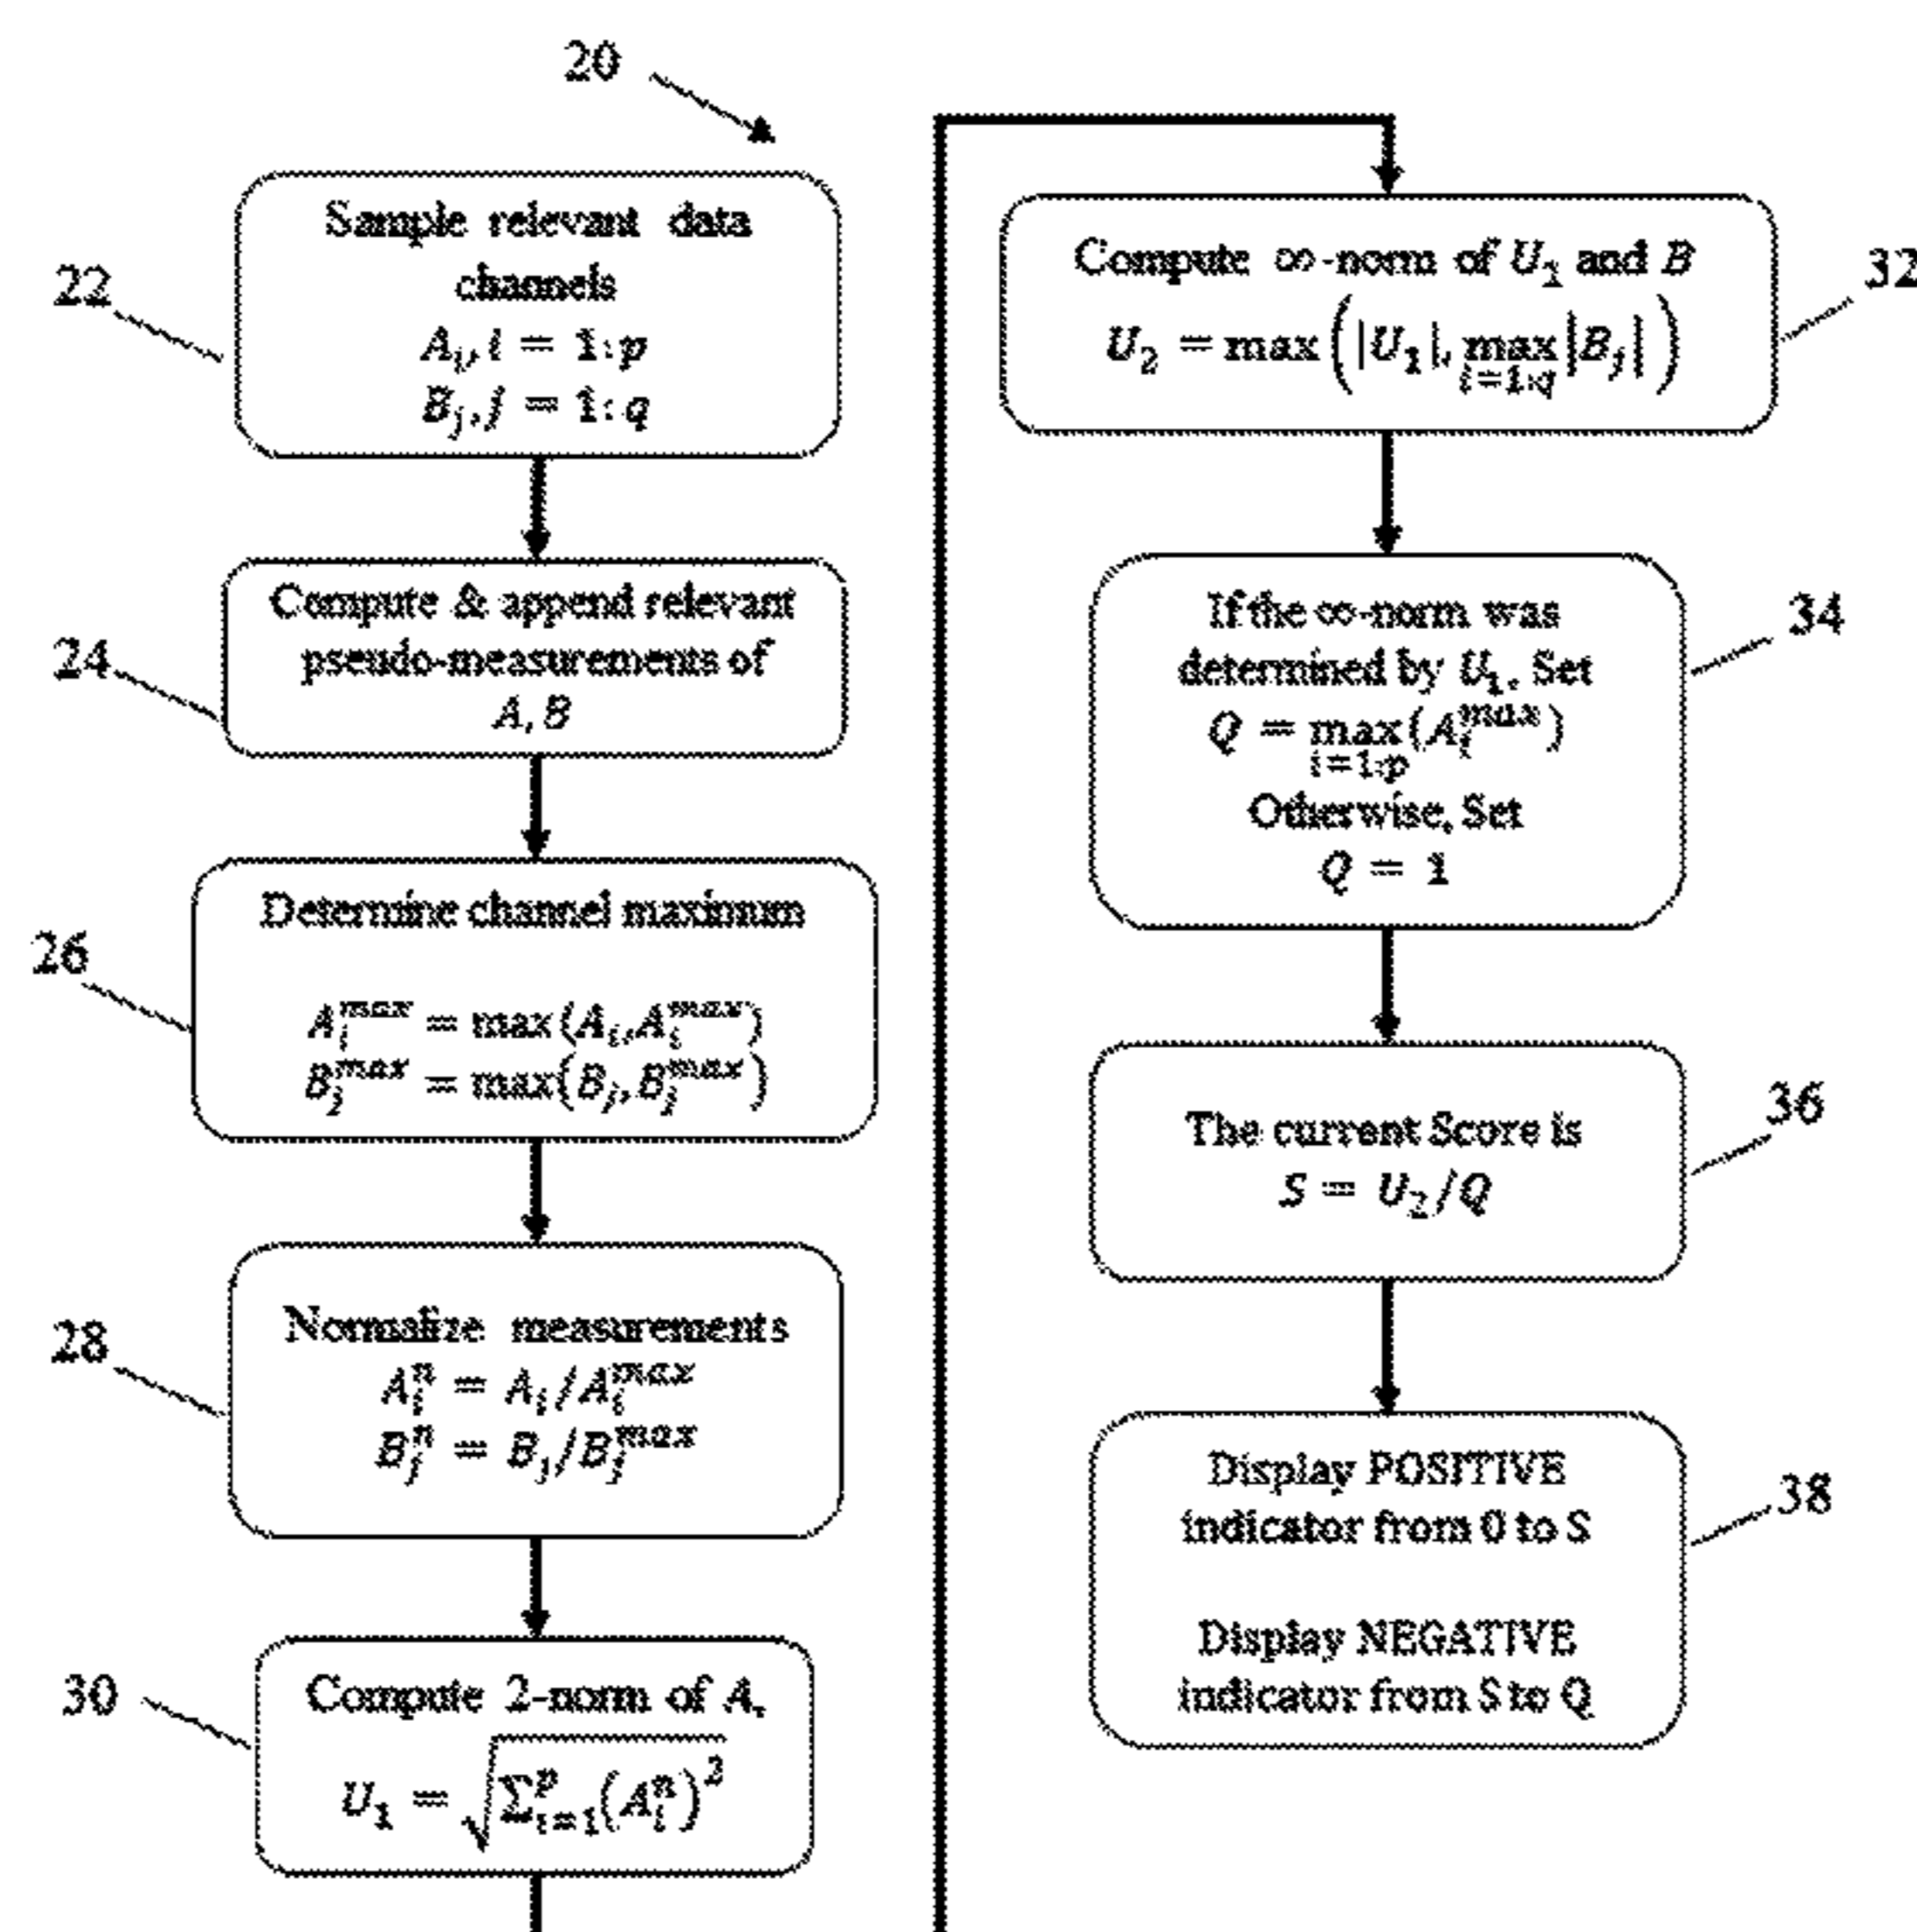 20
22
Sample relevant data
channels
A_i, i = 1:p
B_j, j = 1:q
24
Compute & append relevant
pseudo-measurements of
A, B
26
Determine channel maximum
A_i^max = max(A_i, A_i^max)
B_j^max = max(B_j, B_j^max)
28
Normalize measurements
A_i^n = A_i/A_i^max
B_j^n = B_j/B_j^max
30
Compute 2-norm of A,
U_1 = √(Σ_{i=1}^p (A_i^n)^2)
32
Compute ∞-norm of U_1 and B
U_2 = max(|U_1|, max_{i=1:q} |B_j|)
34
If the ∞-norm was
determined by U_1, Set
Q = max_{i=1:p} (A_i^max)
Otherwise, Set
Q = 1
36
The current Score is
S = U_2/Q
38
Display POSITIVE
indicator from 0 to S
Display NEGATIVE
indicator from S to Q